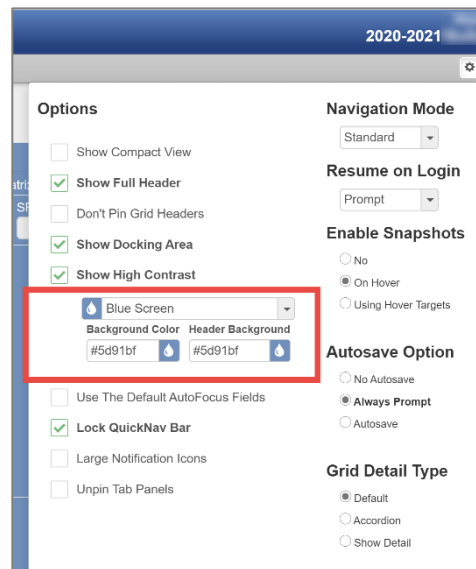 2020-2021
Options
Show Compact View
Show Full Header
Don't Pin Grid Headers
Show Docking Area
Show High Contrast
Blue Screen
Background Color Header Background
#5d91bf #5d91bf
Use The Default AutoFocus Fields
Lock QuickNav Bar
Large Notification Icons
Unpin Tab Panels
Navigation Mode
Standard
Resume on Login
Prompt
Enable Snapshots
No
On Hover
Using Hover Targets
Autosave Option
No Autosave
Always Prompt
Autosave
Grid Detail Type
Default
Accordion
Show Detail